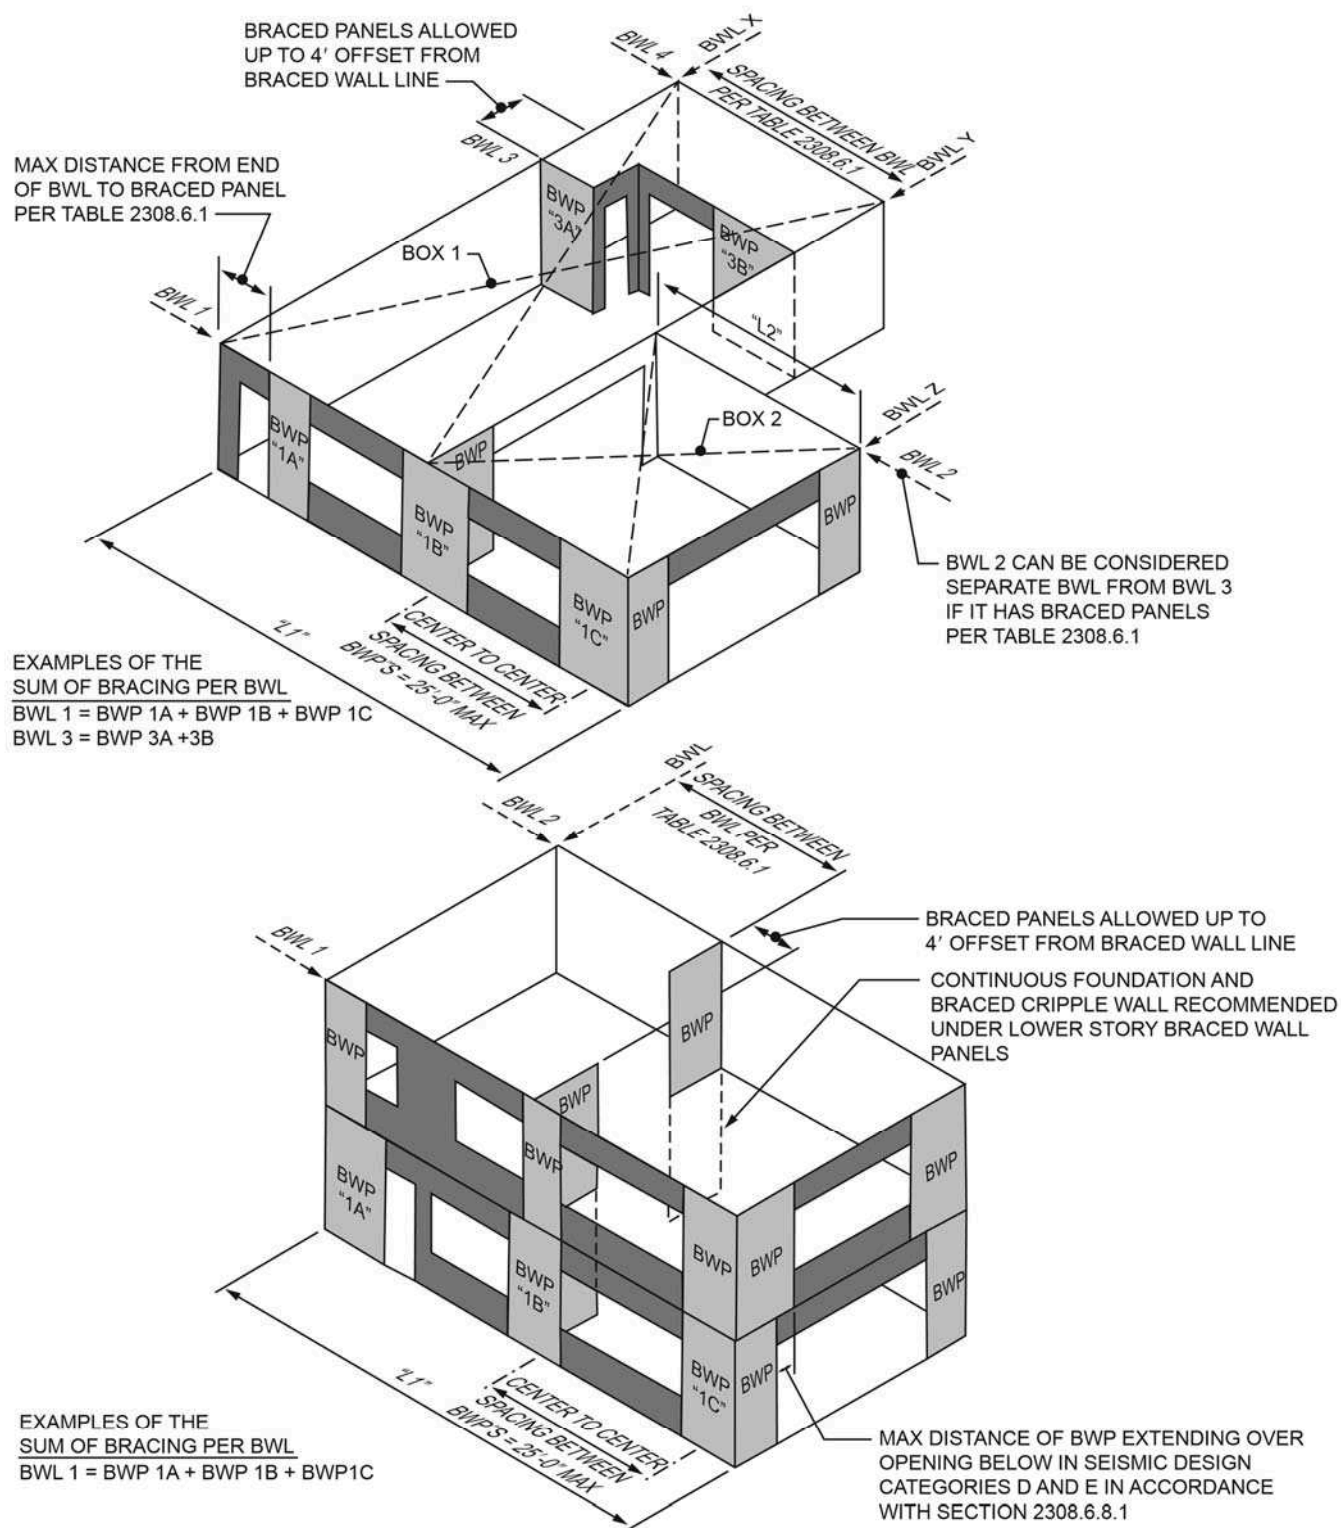 BRACED PANELS ALLOWED
UP TO 4′ OFFSET FROM
BRACED WALL LINE
BWL 4
BWL X
SPACING BETWEEN BWL
PER TABLE 2308.6.1
BWL Y
BWL 3
MAX DISTANCE FROM END
OF BWL TO BRACED PANEL
PER TABLE 2308.6.1
BWP
“3A”
BWP
“3B”
BOX 1
BWL 1
“L2”
BWL Z
BOX 2
BWL 2
BWP
“1A”
BWP
BWP
“1B”
BWP
BWP
“1C”
BWP
BWL 2 CAN BE CONSIDERED
SEPARATE BWL FROM BWL 3
IF IT HAS BRACED PANELS
PER TABLE 2308.6.1
“L1”
CENTER TO CENTER
SPACING BETWEEN
BWP'S = 25'-0" MAX
EXAMPLES OF THE
SUM OF BRACING PER BWL
BWL 1 = BWP 1A + BWP 1B + BWP 1C
BWL 3 = BWP 3A +3B
BWL
BWL 2
SPACING BETWEEN
BWL PER
TABLE 2308.6.1
BWL 1
BRACED PANELS ALLOWED UP TO
4′ OFFSET FROM BRACED WALL LINE
CONTINUOUS FOUNDATION AND
BRACED CRIPPLE WALL RECOMMENDED
UNDER LOWER STORY BRACED WALL
PANELS
BWP
BWP
BWP
BWP
BWP
BWP
“1A”
BWP
BWP
BWP
“1B”
BWP
BWP
“1C”
BWP
“L1”
CENTER TO CENTER
SPACING BETWEEN
BWP'S = 25'-0" MAX
EXAMPLES OF THE
SUM OF BRACING PER BWL
BWL 1 = BWP 1A + BWP 1B + BWP1C
MAX DISTANCE OF BWP EXTENDING OVER
OPENING BELOW IN SEISMIC DESIGN
CATEGORIES D AND E IN ACCORDANCE
WITH SECTION 2308.6.8.1